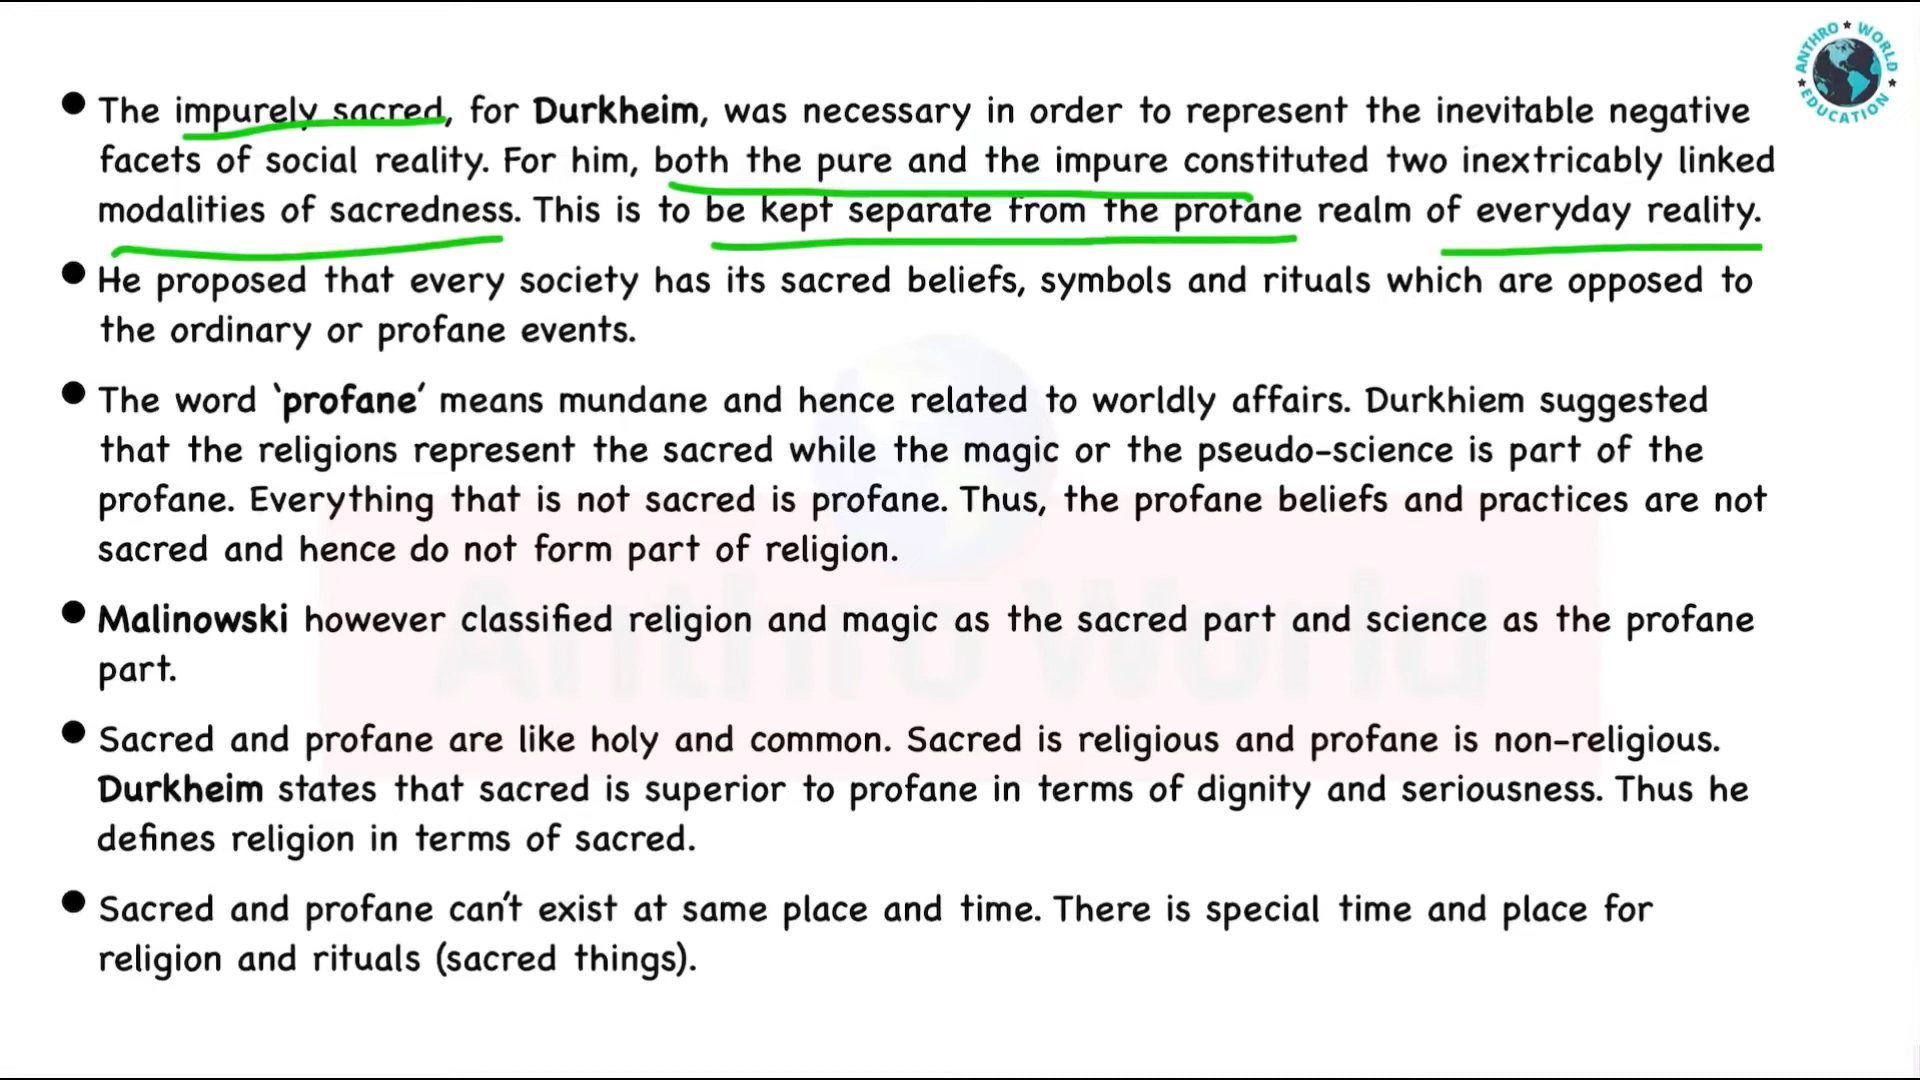 ANTHRO WORLD EDUCATION
• The impurely sacred, for Durkheim, was necessary in order to represent the inevitable negative
facets of social reality. For him, both the pure and the impure constituted two inextricably linked
modalities of sacredness. This is to be kept separate from the profane realm of everyday reality.
• He proposed that every society has its sacred beliefs, symbols and rituals which are opposed to
the ordinary or profane events.
• The word ‘profane’ means mundane and hence related to worldly affairs. Durkhiem suggested
that the religions represent the sacred while the magic or the pseudo-science is part of the
profane. Everything that is not sacred is profane. Thus, the profane beliefs and practices are not
sacred and hence do not form part of religion.
• Malinowski however classified religion and magic as the sacred part and science as the profane
part.
• Sacred and profane are like holy and common. Sacred is religious and profane is non-religious.
Durkheim states that sacred is superior to profane in terms of dignity and seriousness. Thus he
defines religion in terms of sacred.
• Sacred and profane can’t exist at same place and time. There is special time and place for
religion and rituals (sacred things).
Anthro World